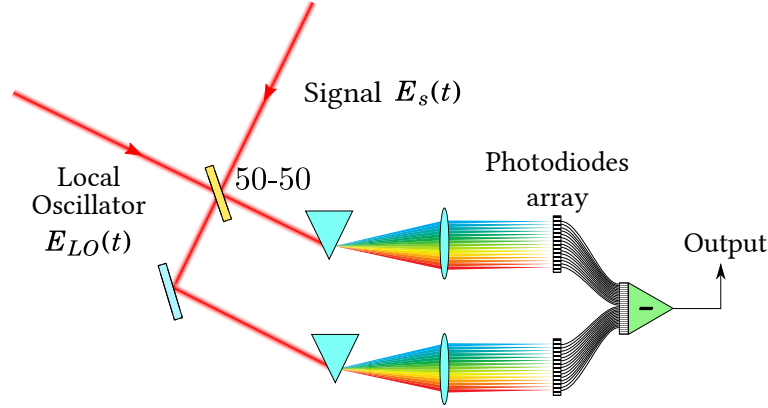 Signal E_s(t)
50-50
Local
Oscillator
E_{LO}(t)
Photodiodes
array
Output
-